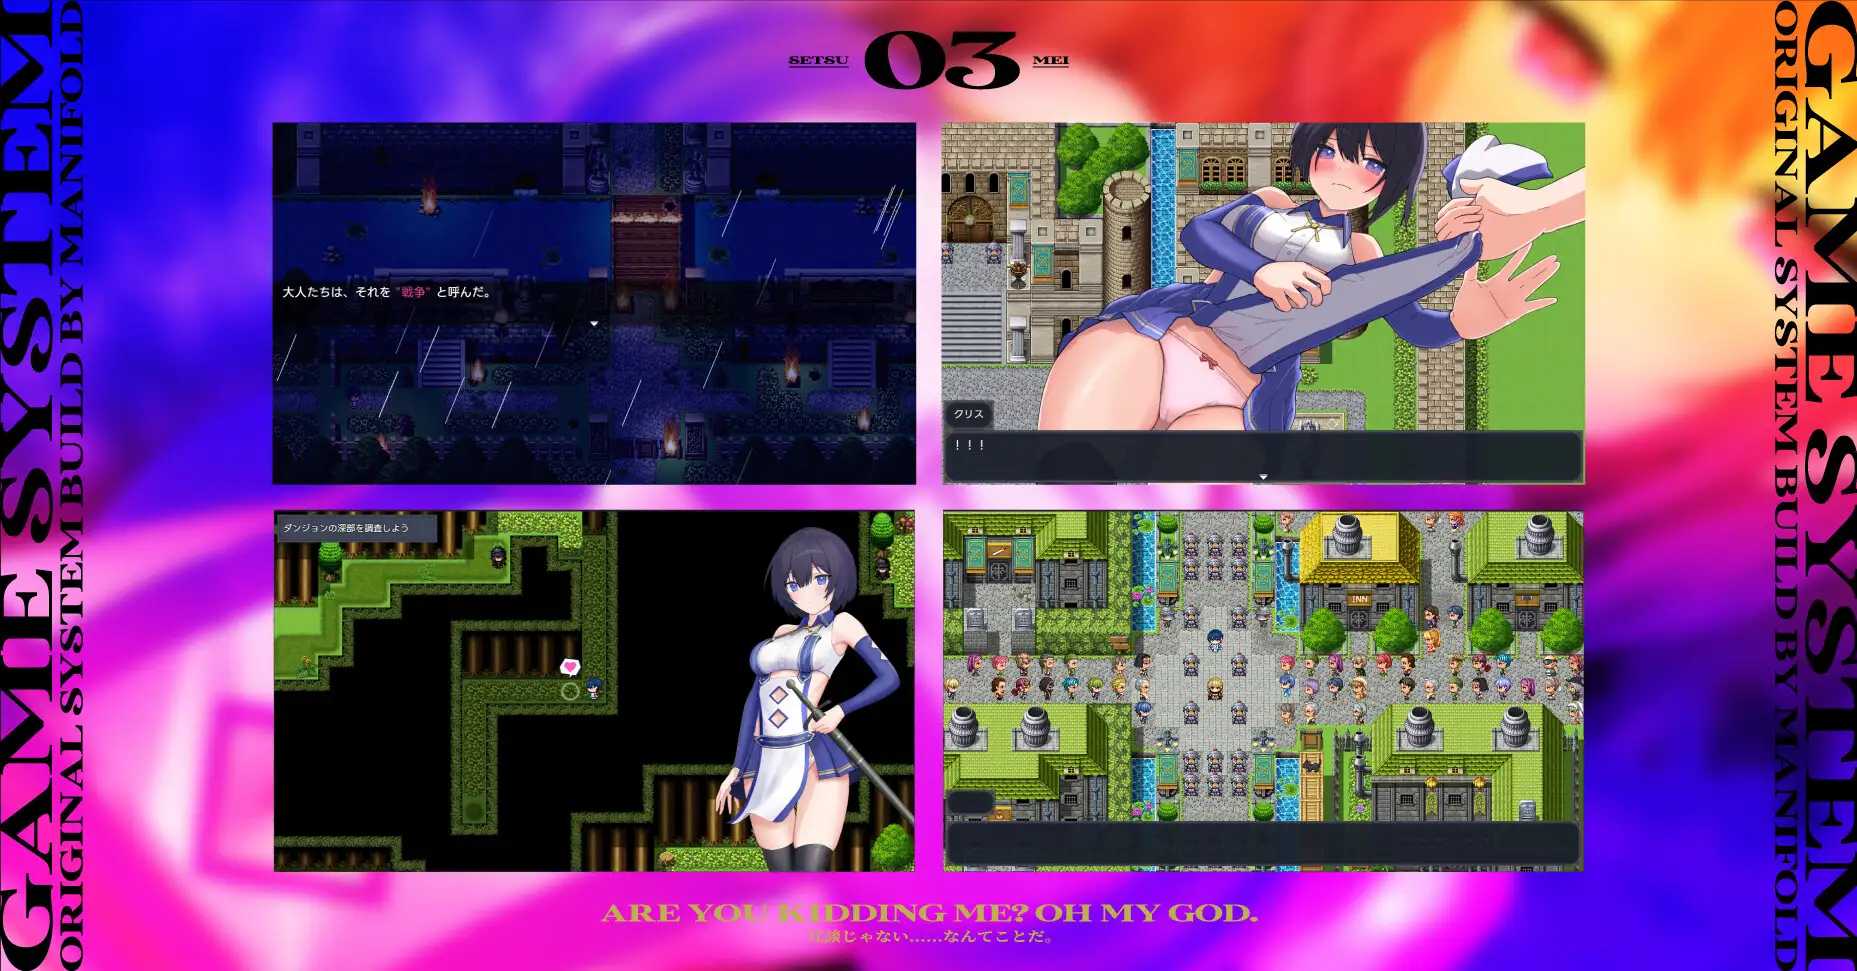 SETSU 03 MEI
GAME SYSTEM
ORIGINAL SYSTEM BUILD BY MANIFOLD
大人たちは、それを "戦争" と呼んだ。
クリス
！！！
ダンジョンの深部を調査しよう
INN
ARE YOU KIDDING ME? OH MY GOD.
冗談じゃない……なんてことだ。
GAME SYSTEM
ORIGINAL SYSTEM BUILD BY MANIFOLD